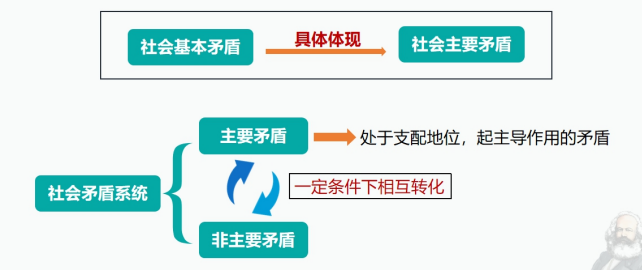 社会基本矛盾
具体体现
社会主要矛盾
主要矛盾
处于支配地位，起主导作用的矛盾
社会矛盾系统
一定条件下相互转化
非主要矛盾